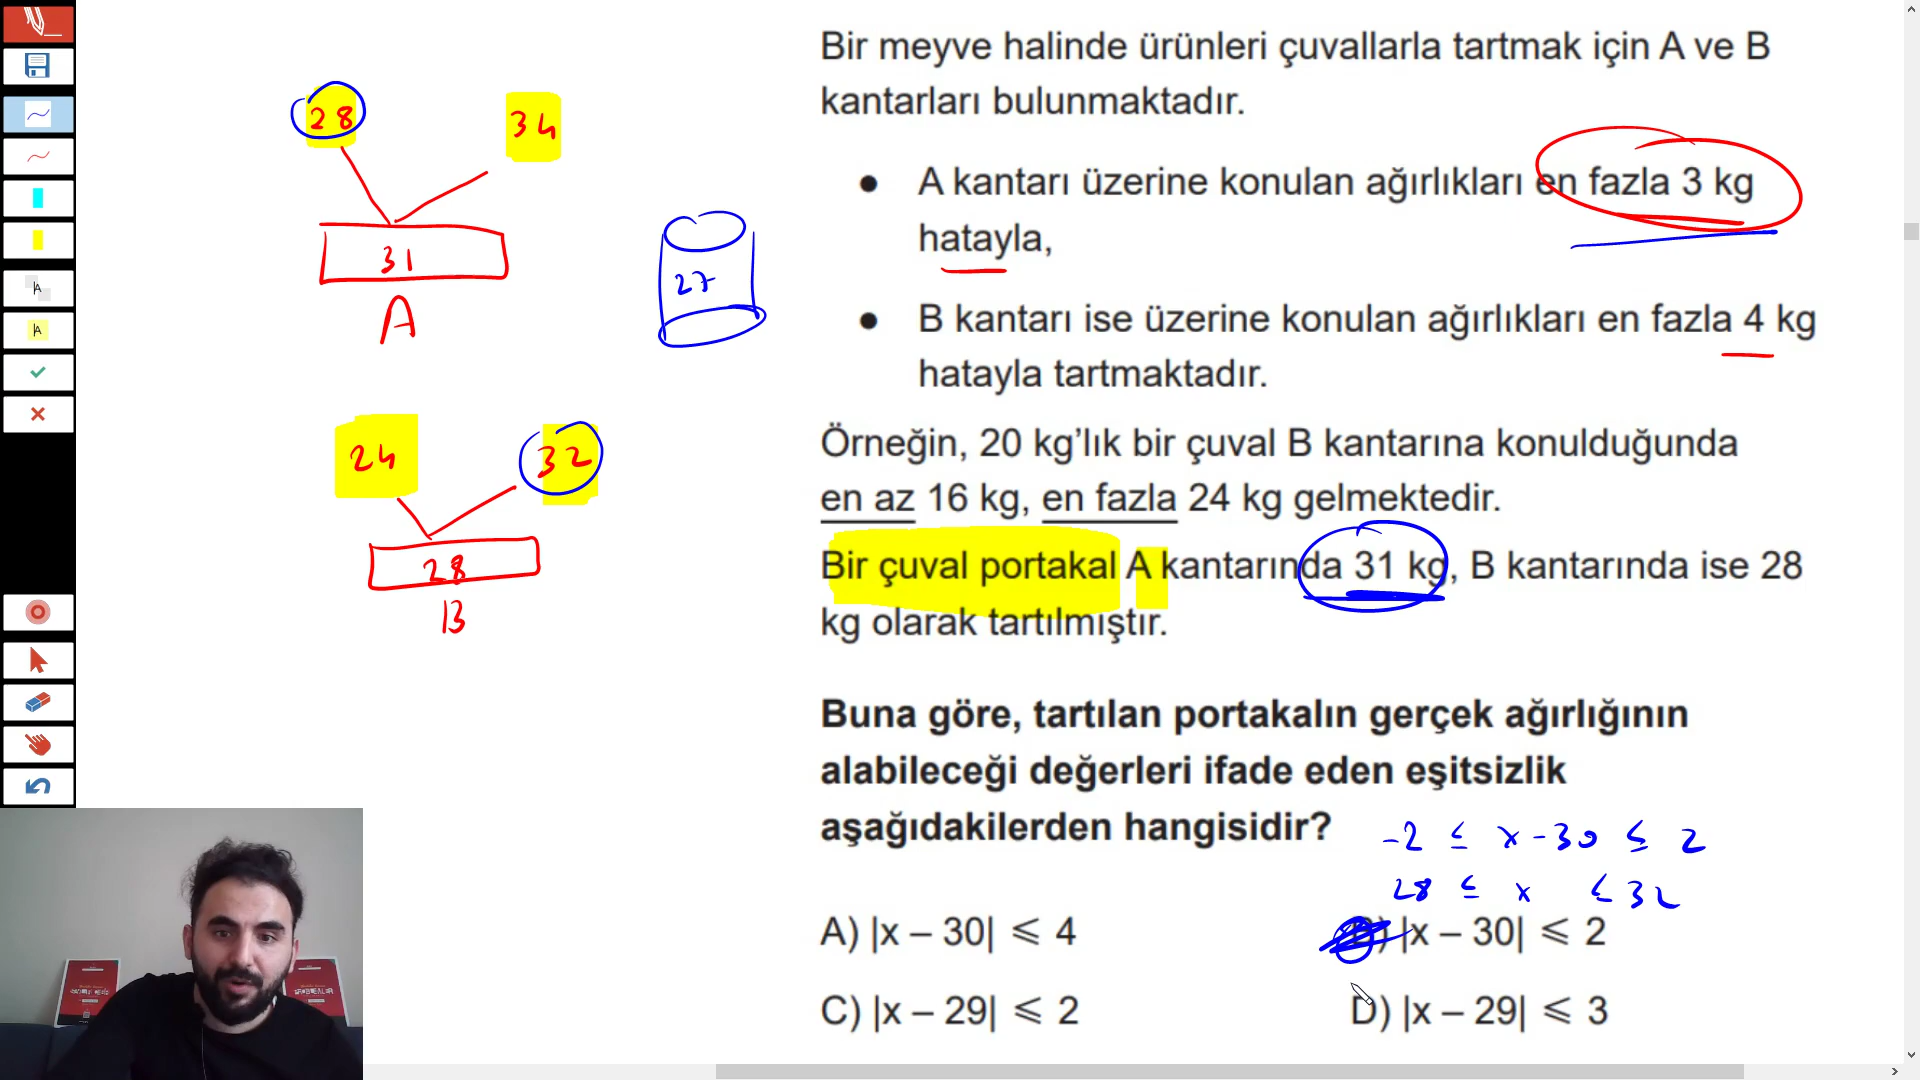 Bir meyve halinde ürünleri çuvallarla tartmak için A ve B
kantarları bulunmaktadır.
● A kantarı üzerine konulan ağırlıkları en fazla 3 kg
hatayla,
● B kantarı ise üzerine konulan ağırlıkları en fazla 4 kg
hatayla tartmaktadır.
Örneğin, 20 kg’lık bir çuval B kantarına konulduğunda
en az 16 kg, en fazla 24 kg gelmektedir.
Bir çuval portakal A kantarında 31 kg, B kantarında ise 28
kg olarak tartılmıştır.
Buna göre, tartılan portakalın gerçek ağırlığının
alabileceği değerleri ifade eden eşitsizlik
aşağıdakilerden hangisidir?
-2 ≤ x - 30 ≤ 2
28 ≤ x ≤ 32
A) |x – 30| ⩽ 4
B) |x – 30| ⩽ 2
C) |x – 29| ⩽ 2
D) |x – 29| ⩽ 3
28
34
31
A
27
24
32
28
B